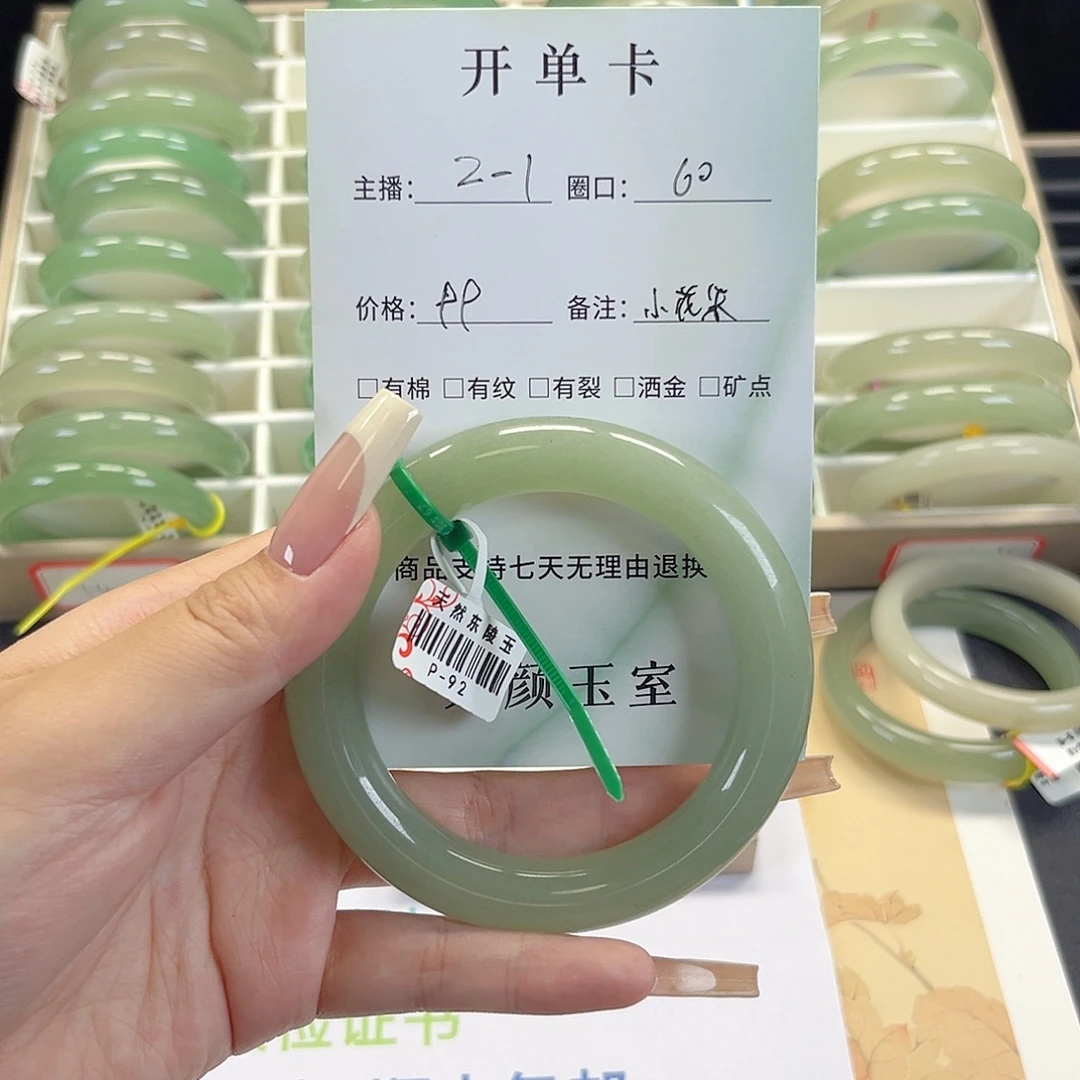 开单卡
主播: 2-1 圈口: 60
价格: 备注: 小花朵
□有棉 □有纹 □有裂 □洒金 □矿点
商品支持七天无理由退换
颜玉室
天然东陵玉
P-92
证书